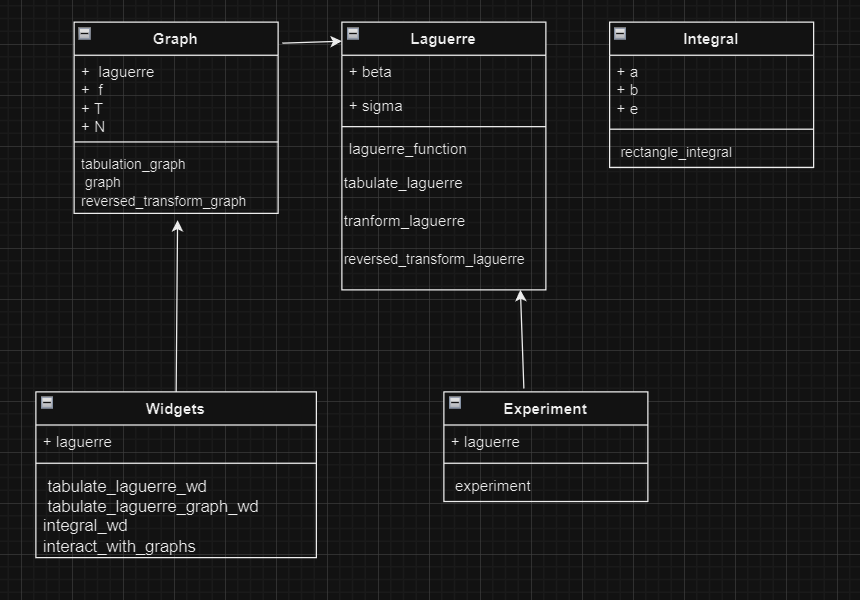 Graph
+ laguerre
+ f
+ T
+ N
tabulation_graph
graph
reversed_transform_graph
Laguerre
+ beta
+ sigma
laguerre_function
tabulate_laguerre
tranform_laguerre
reversed_transform_laguerre
Integral
+ a
+ b
+ e
rectangle_integral
Widgets
+ laguerre
tabulate_laguerre_wd
tabulate_laguerre_graph_wd
integral_wd
interact_with_graphs
Experiment
+ laguerre
experiment